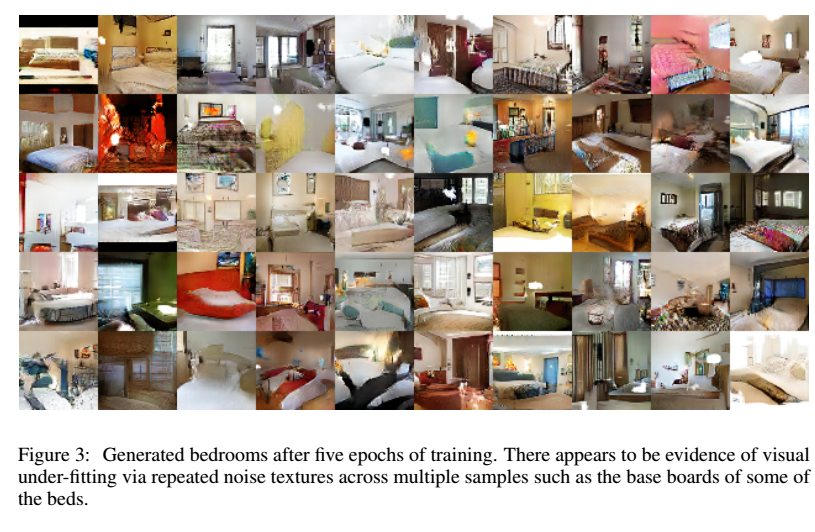 Figure 3: Generated bedrooms after five epochs of training. There appears to be evidence of visual
under-fitting via repeated noise textures across multiple samples such as the base boards of some of
the beds.